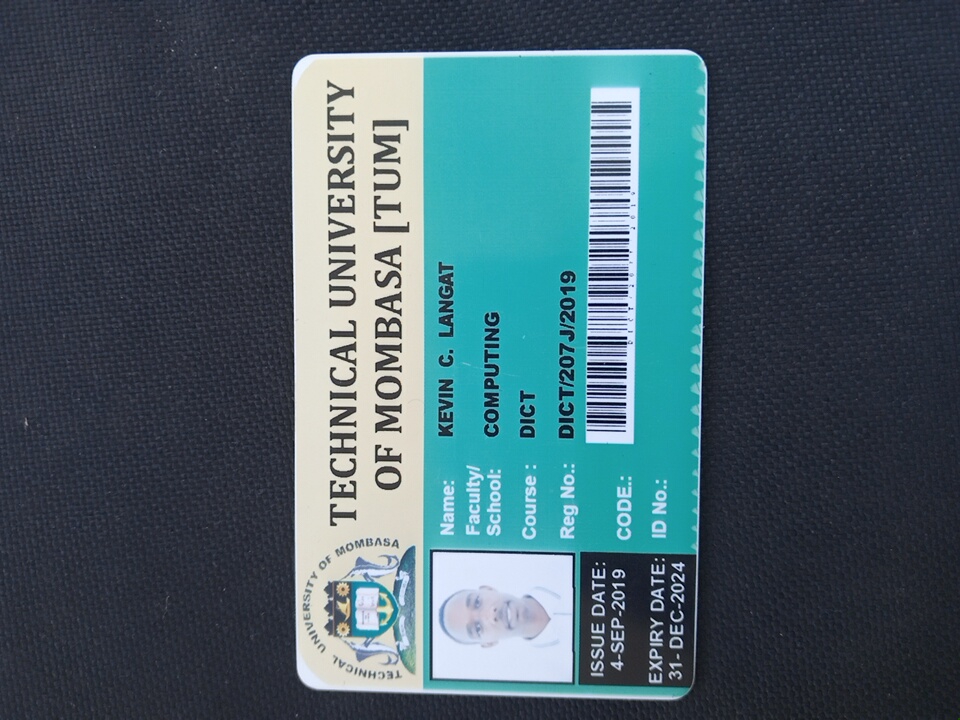 TECHNICAL UNIVERSITY OF MOMBASA
TECHNICAL UNIVERSITY
OF MOMBASA [TUM]
Name: KEVIN C. LANGAT
Faculty/
School: COMPUTING
Course : DICT
Reg No.: DICT/207J/2019
CODE.:
ID No.:
ISSUE DATE:
4-SEP-2019
EXPIRY DATE:
31- DEC-2024